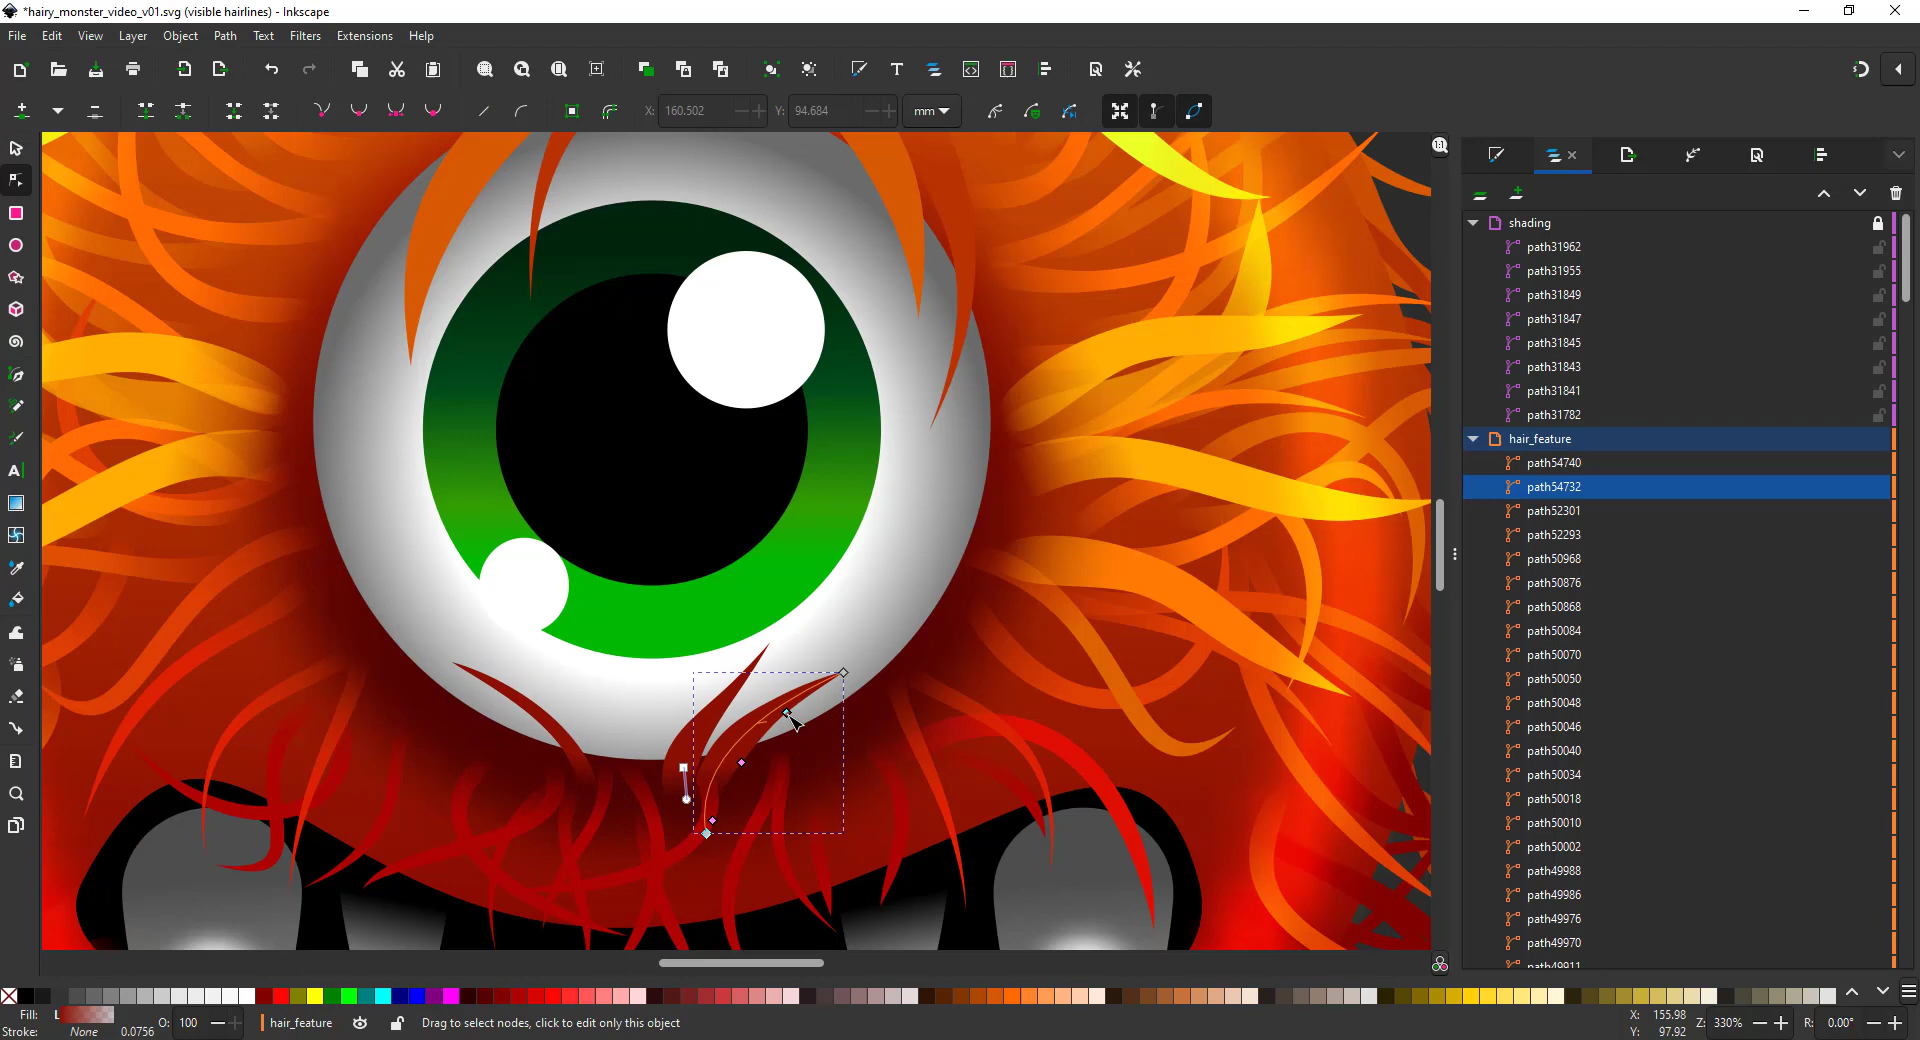 *hairy_monster_video_v01.svg (visible hairlines) - Inkscape
File Edit View Layer Object Path Text Filters Extensions Help
X: 160.502 Y: 94.684 mm
1:1
shading
path31962
path31955
path31849
path31847
path31845
path31843
path31841
path31782
hair_feature
path54740
path54732
path52301
path52293
path50968
path50876
path50868
path50084
path50070
path50050
path50048
path50046
path50040
path50034
path50018
path50010
path50002
path49988
path49986
path49976
path49970
path49911
Fill: L O: 100 hair_feature Drag to select nodes, click to edit only this object X: 155.98 Z: 330% R: 0.00°
Stroke: None 0.0756 Y: 97.92